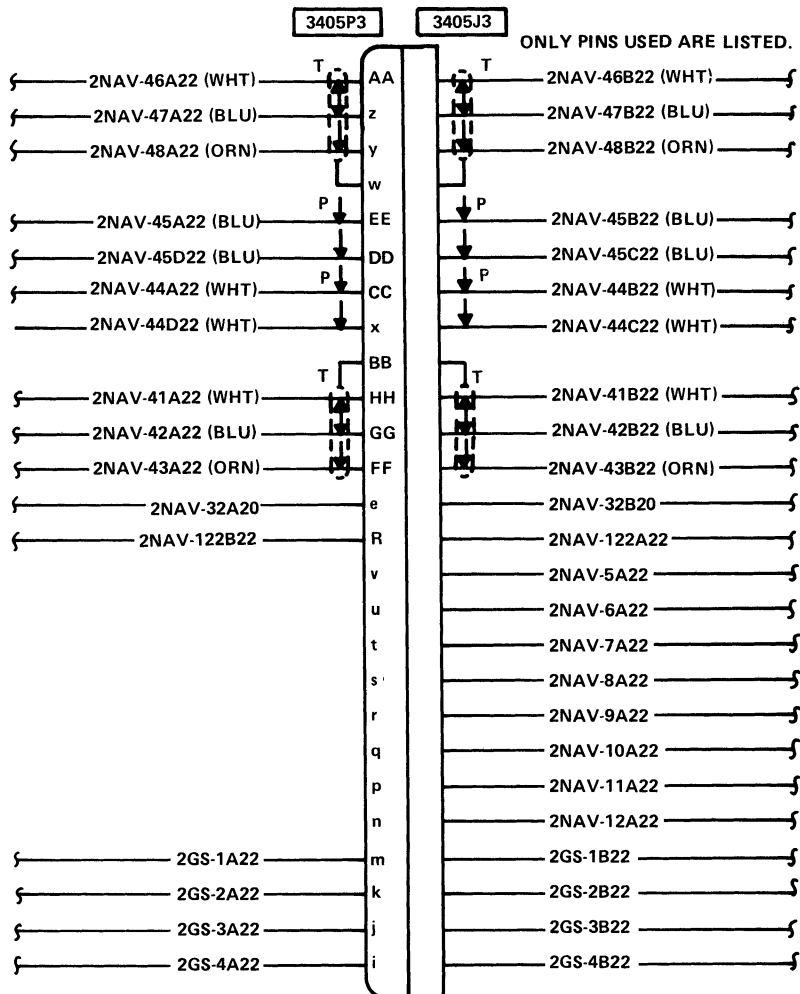 3405P3 3405J3
ONLY PINS USED ARE LISTED.
T T
2NAV-46A22 (WHT) AA 2NAV-46B22 (WHT)
2NAV-47A22 (BLU) z 2NAV-47B22 (BLU)
2NAV-48A22 (ORN) y 2NAV-48B22 (ORN)
w
P P
2NAV-45A22 (BLU) EE 2NAV-45B22 (BLU)
2NAV-45D22 (BLU) DD 2NAV-45C22 (BLU)
P P
2NAV-44A22 (WHT) CC 2NAV-44B22 (WHT)
2NAV-44D22 (WHT) x 2NAV-44C22 (WHT)
BB
T T
2NAV-41A22 (WHT) HH 2NAV-41B22 (WHT)
2NAV-42A22 (BLU) GG 2NAV-42B22 (BLU)
2NAV-43A22 (ORN) FF 2NAV-43B22 (ORN)
2NAV-32A20 e 2NAV-32B20
2NAV-122B22 R 2NAV-122A22
v 2NAV-5A22
u 2NAV-6A22
t 2NAV-7A22
s 2NAV-8A22
r 2NAV-9A22
q 2NAV-10A22
p 2NAV-11A22
n 2NAV-12A22
2GS-1A22 m 2GS-1B22
2GS-2A22 k 2GS-2B22
2GS-3A22 j 2GS-3B22
2GS-4A22 i 2GS-4B22